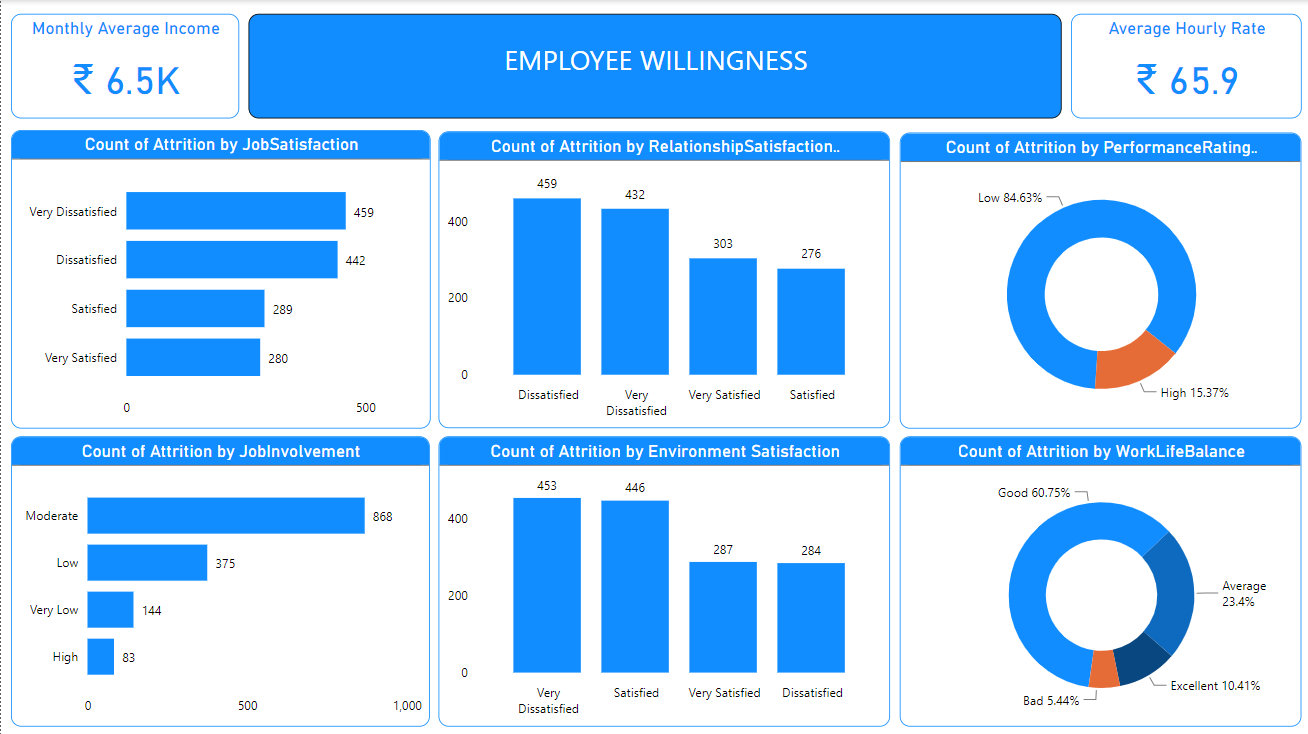 Monthly Average Income
₹ 6.5K
EMPLOYEE WILLINGNESS
Average Hourly Rate
₹ 65.9
Count of Attrition by JobSatisfaction
Very Dissatisfied 459
Dissatisfied 442
Satisfied 289
Very Satisfied 280
0 500
Count of Attrition by RelationshipSatisfaction..
459
432
400
303
276
200
0
Dissatisfied Very Very Satisfied Satisfied
Dissatisfied
Count of Attrition by PerformanceRating..
Low 84.63%
High 15.37%
Count of Attrition by JobInvolvement
Moderate 868
Low 375
Very Low 144
High 83
0 500 1,000
Count of Attrition by Environment Satisfaction
453
446
400
287
284
200
0
Very Satisfied Very Satisfied Dissatisfied
Dissatisfied
Count of Attrition by WorkLifeBalance
Good 60.75%
Average
23.4%
Excellent 10.41%
Bad 5.44%